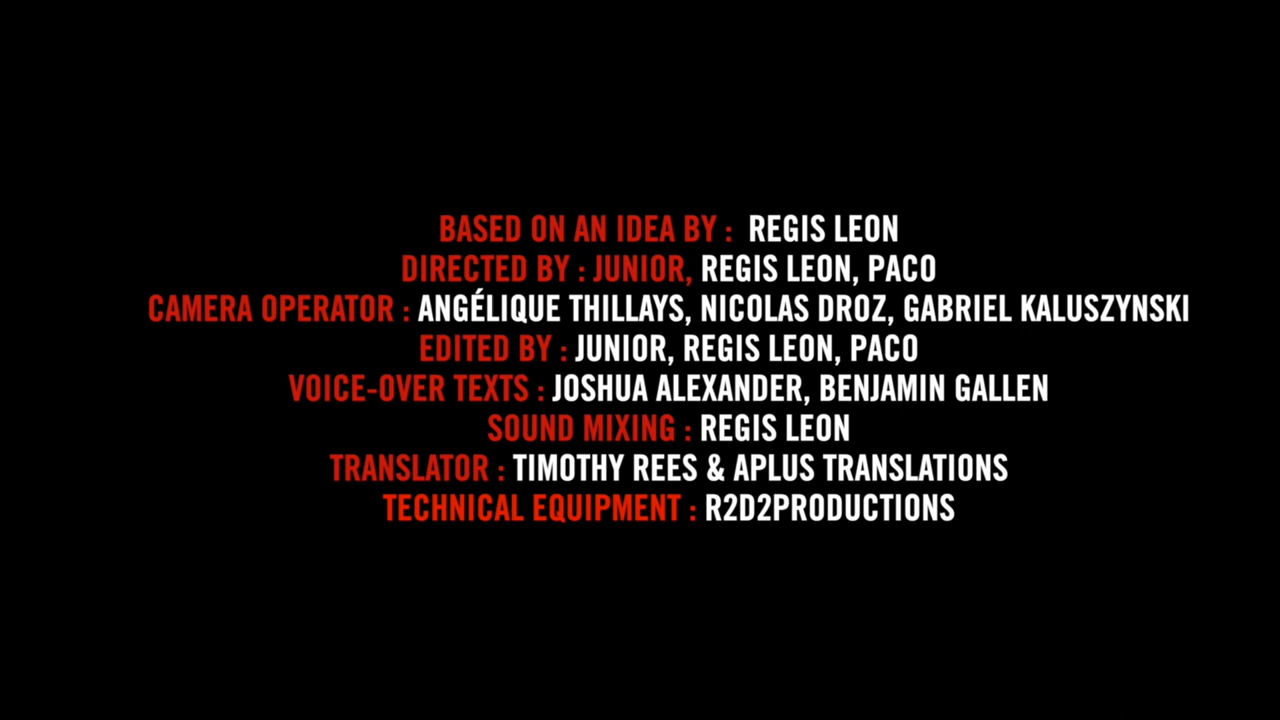 BASED ON AN IDEA BY : REGIS LEON
DIRECTED BY : JUNIOR, REGIS LEON, PACO
CAMERA OPERATOR : ANGÉLIQUE THILLAYS, NICOLAS DROZ, GABRIEL KALUSZYNSKI
EDITED BY : JUNIOR, REGIS LEON, PACO
VOICE-OVER TEXTS : JOSHUA ALEXANDER, BENJAMIN GALLEN
SOUND MIXING : REGIS LEON
TRANSLATOR : TIMOTHY REES & APLUS TRANSLATIONS
TECHNICAL EQUIPMENT : R2D2PRODUCTIONS